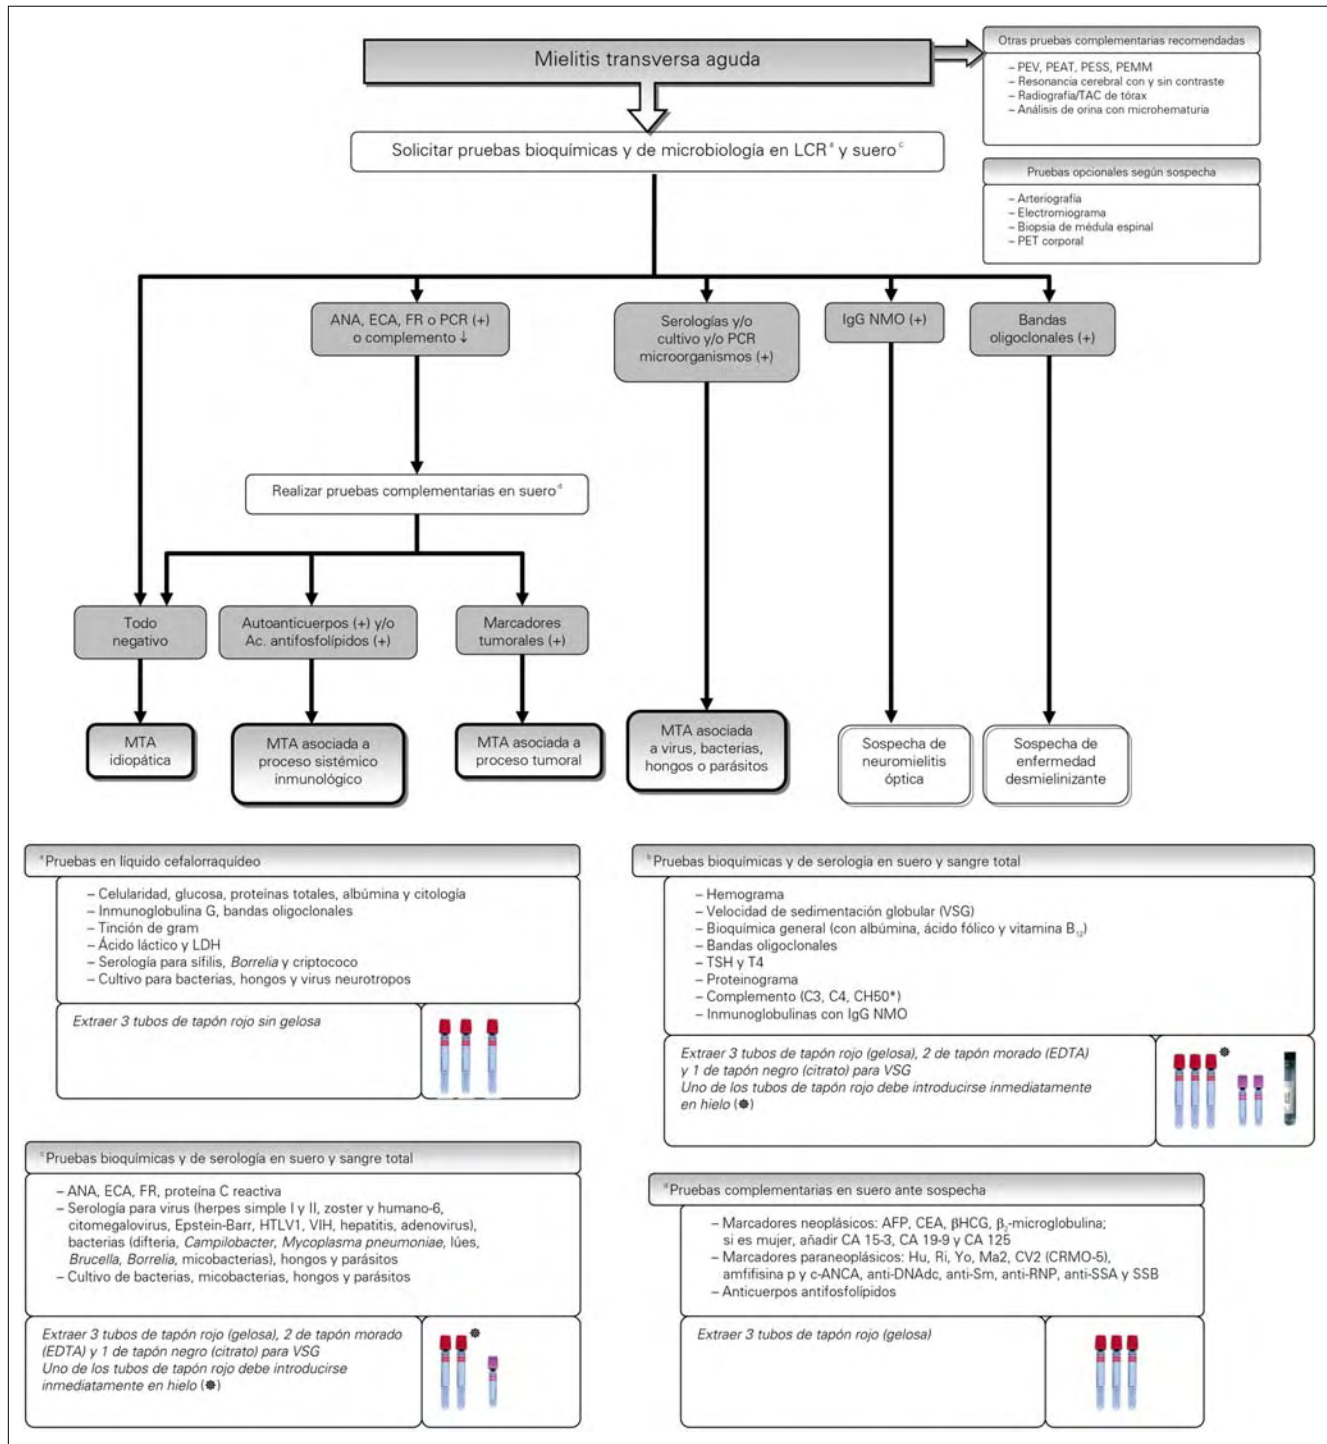 Mielitis transversa aguda
Otras pruebas complementarias recomendadas
– PEV, PEAT, PESS, PEMM
– Resonancia cerebral con y sin contraste
– Radiografía/TAC de tórax
– Análisis de orina con microhematuria
Solicitar pruebas bioquímicas y de microbiología en LCRª y suero c
Pruebas opcionales según sospecha
– Arteriografía
– Electromiograma
– Biopsia de médula espinal
– PET corporal
ANA, ECA, FR o PCR (+)
o complemento ↓
Serologías y/o
cultivo y/o PCR
microorganismos (+)
IgG NMO (+)
Bandas
oligoclonales (+)
Realizar pruebas complementarias en suero d
Todo
negativo
Autoanticuerpos (+) y/o
Ac. antifosfolípidos (+)
Marcadores
tumorales (+)
MTA
idiopática
MTA asociada a
proceso sistémico
inmunológico
MTA asociada a
proceso tumoral
MTA asociada
a virus, bacterias,
hongos o parásitos
Sospecha de
neuromielitis
óptica
Sospecha de
enfermedad
desmielinizante
a Pruebas en líquido cefalorraquídeo
– Celularidad, glucosa, proteínas totales, albúmina y citología
– Inmunoglobulina G, bandas oligoclonales
– Tinción de gram
– Ácido láctico y LDH
– Serología para sífilis, Borrelia y criptococo
– Cultivo para bacterias, hongos y virus neurotropos
Extraer 3 tubos de tapón rojo sin gelosa
b Pruebas bioquímicas y de serología en suero y sangre total
– Hemograma
– Velocidad de sedimentación globular (VSG)
– Bioquímica general (con albúmina, ácido fólico y vitamina B12)
– Bandas oligoclonales
– TSH y T4
– Proteinograma
– Complemento (C3, C4, CH50*)
– Inmunoglobulinas con IgG NMO
Extraer 3 tubos de tapón rojo (gelosa), 2 de tapón morado (EDTA)
y 1 de tapón negro (citrato) para VSG
Uno de los tubos de tapón rojo debe introducirse inmediatamente
en hielo (✹)
c Pruebas bioquímicas y de serología en suero y sangre total
– ANA, ECA, FR, proteína C reactiva
– Serología para virus (herpes simple I y II, zoster y humano-6,
citomegalovirus, Epstein-Barr, HTLV1, VIH, hepatitis, adenovirus),
bacterias (difteria, Campilobacter, Mycoplasma pneumoniae, lúes,
Brucella, Borrelia, micobacterias), hongos y parásitos
– Cultivo de bacterias, micobacterias, hongos y parásitos
Extraer 3 tubos de tapón rojo (gelosa), 2 de tapón morado
(EDTA) y 1 de tapón negro (citrato) para VSG
Uno de los tubos de tapón rojo debe introducirse
inmediatamente en hielo (✹)
d Pruebas complementarias en suero ante sospecha
– Marcadores neoplásicos: AFP, CEA, βHCG, β2-microglobulina;
si es mujer, añadir CA 15-3, CA 19-9 y CA 125
– Marcadores paraneoplásicos: Hu, Ri, Yo, Ma2, CV2 (CRMO-5),
amfifisina p y c-ANCA, anti-DNAdc, anti-Sm, anti-RNP, anti-SSA y SSB
– Anticuerpos antifosfolípidos
Extraer 3 tubos de tapón rojo (gelosa)